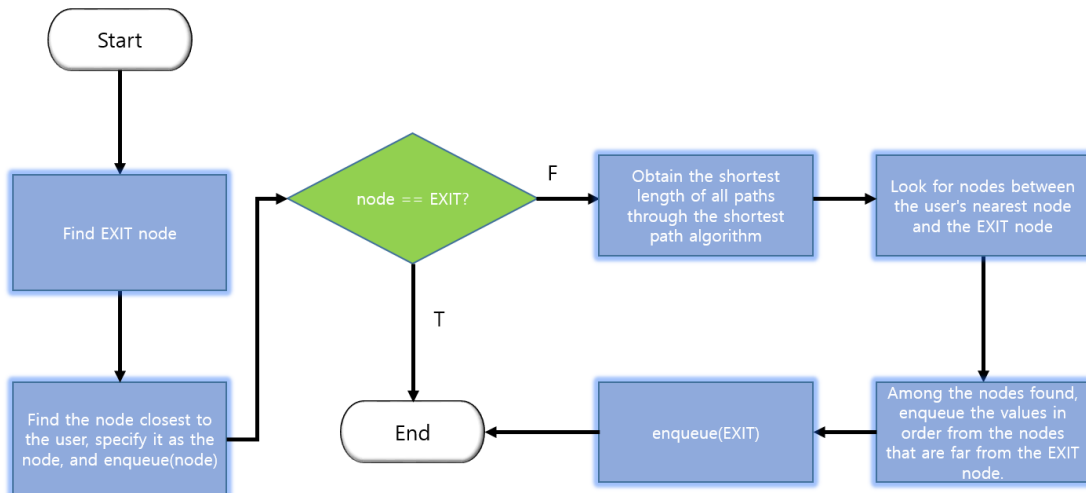 Start
Find EXIT node
Find the node closest to
the user, specify it as the
node, and enqueue(node)
node == EXIT?
F
T
Obtain the shortest
length of all paths
through the shortest
path algorithm
Look for nodes between
the user's nearest node
and the EXIT node
Among the nodes found,
enqueue the values in
order from the nodes
that are far from the EXIT
node.
enqueue(EXIT)
End